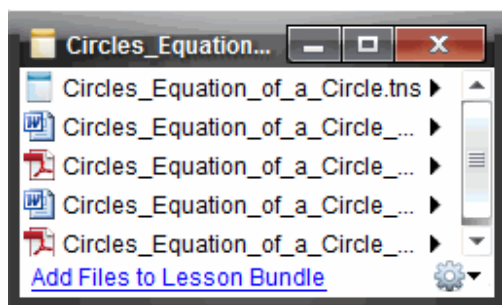 Circles_Equation...
Circles_Equation_of_a_Circle.tns
Circles_Equation_of_a_Circle_...
Circles_Equation_of_a_Circle_...
Circles_Equation_of_a_Circle_...
Circles_Equation_of_a_Circle_...
Add Files to Lesson Bundle